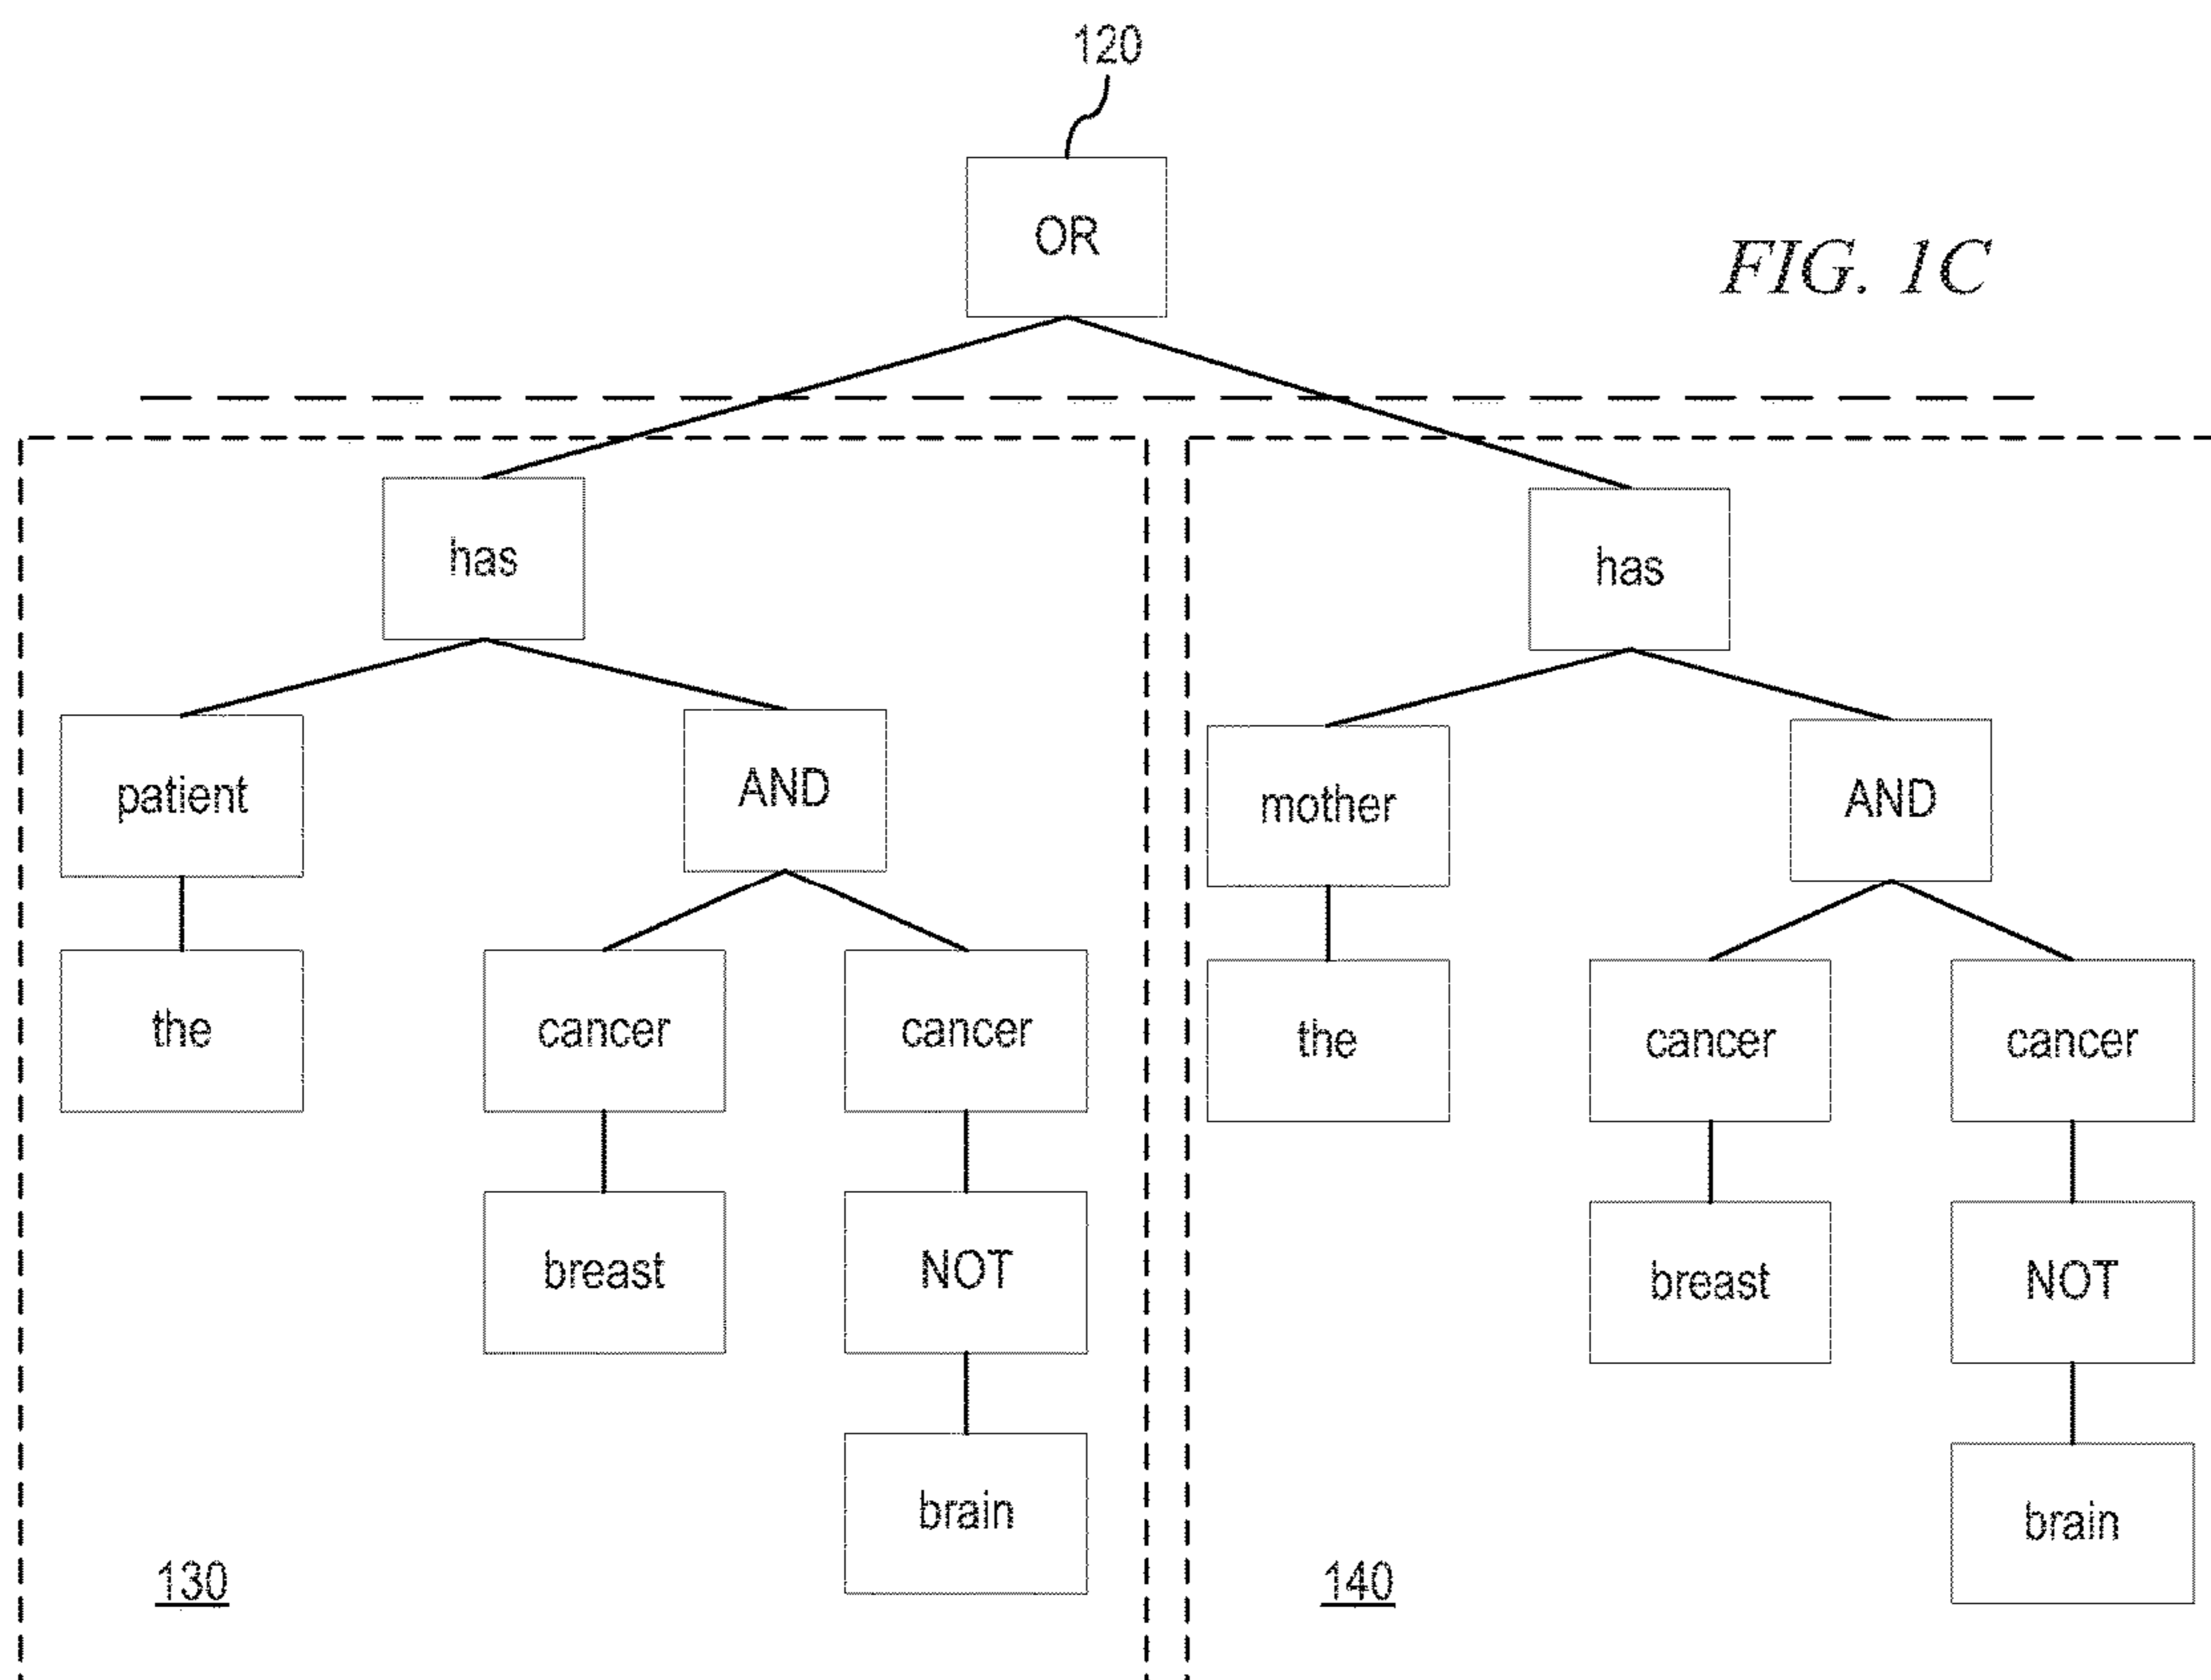 120
OR
FIG. 1C
has
has
patient
AND
mother
AND
the
cancer
cancer
the
cancer
cancer
breast
NOT
breast
NOT
brain
brain
130
140